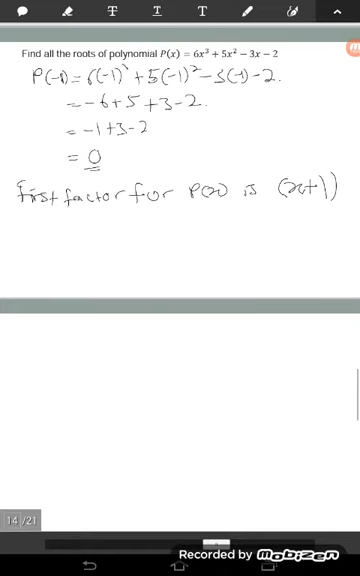 Find all the roots of polynomial P(x) = 6x³ + 5x² − 3x − 2
P(-1) = 6(-1)³ + 5(-1)² - 3(-1) - 2.
= -6 + 5 + 3 - 2.
= -1 + 3 - 2
= 0
first factor for P(x) is (x+1)
14 /21
Recorded by Mobizen